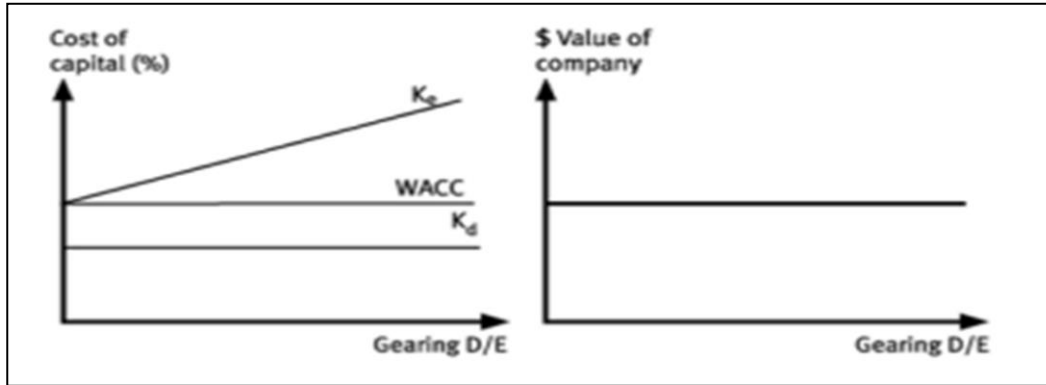 Cost of
capital (%)
Ke
WACC
Kd
Gearing D/E
$ Value of
company
Gearing D/E